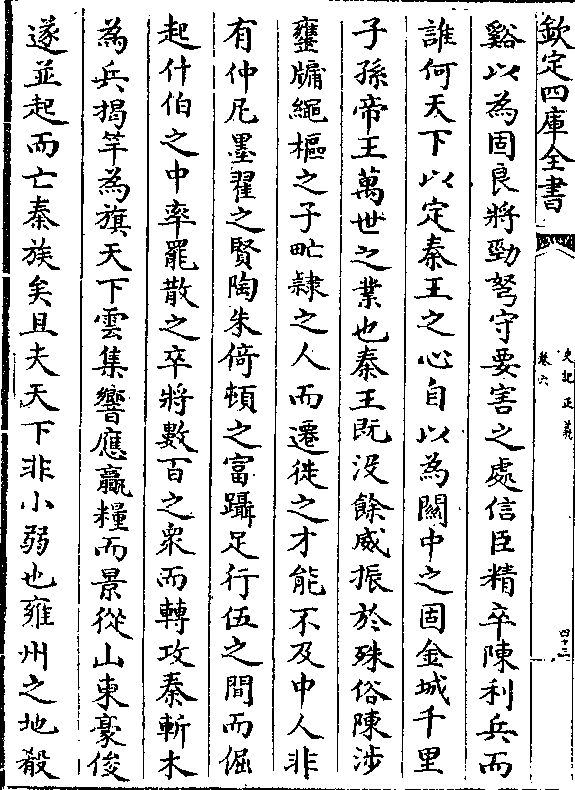 欽定四庫全書
史記正義
卷六
四十三
谿以為固良將勁弩守要害之處信臣精卒陳利兵而
誰何天下以定秦王之心自以為關中之固金城千里
子孫帝王萬世之業也秦王既没餘威振於殊俗陳涉
甕牖繩樞之子甿隸之人而遷徙之才能不及中人非
有仲尼墨翟之賢陶朱倚頓之富躡足行伍之間而倔
起什伯之中率罷散之卒將數百之衆而轉攻秦斬木
為兵揭竿為旗天下雲集響應贏糧而景從山東豪俊
遂並起而亡秦族矣且夫天下非小弱也雍州之地殽